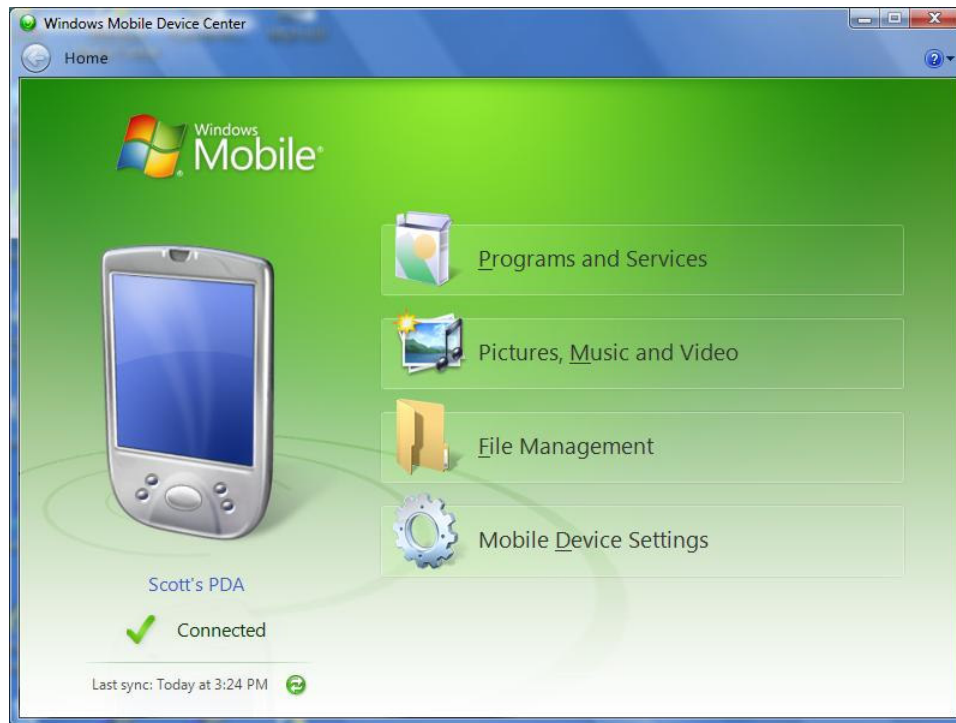 Windows Mobile Device Center
Home
Windows
Mobile®
Programs and Services
Pictures, Music and Video
File Management
Mobile Device Settings
Scott's PDA
Connected
Last sync: Today at 3:24 PM